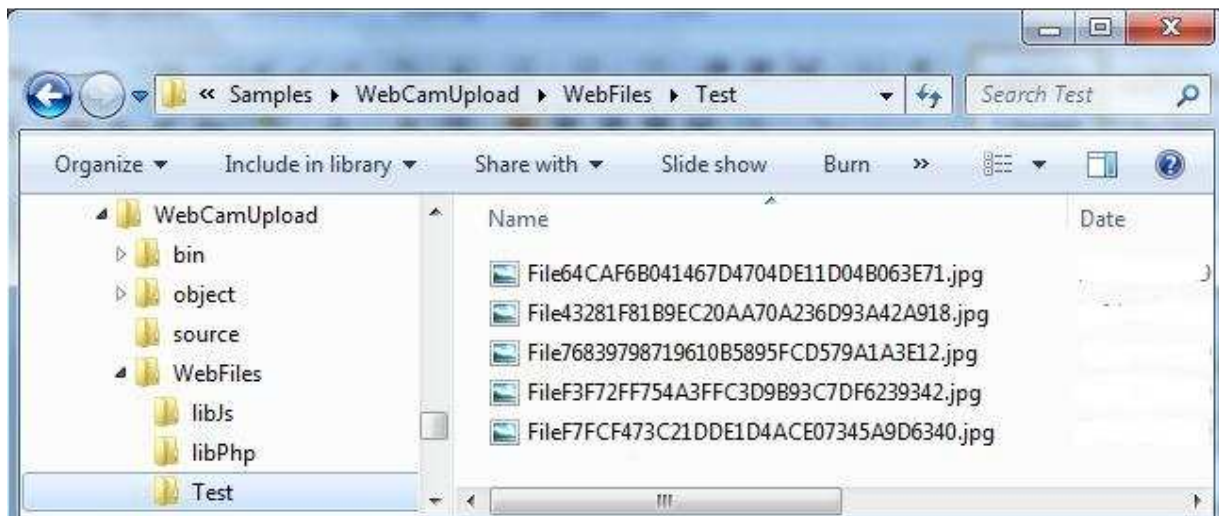 « Samples WebCamUpload WebFiles Test Search Test
Organize Include in library Share with Slide show Burn »
WebCamUpload
bin
object
source
WebFiles
libJs
libPhp
Test
Name Date
File64CAF6B041467D4704DE11D04B063E71.jpg
File43281F81B9EC20AA70A236D93A42A918.jpg
File76839798719610B5895FCD579A1A3E12.jpg
FileF3F72FF754A3FFC3D9B93C7DF6239342.jpg
FileF7FCF473C21DDE1D4ACE07345A9D6340.jpg